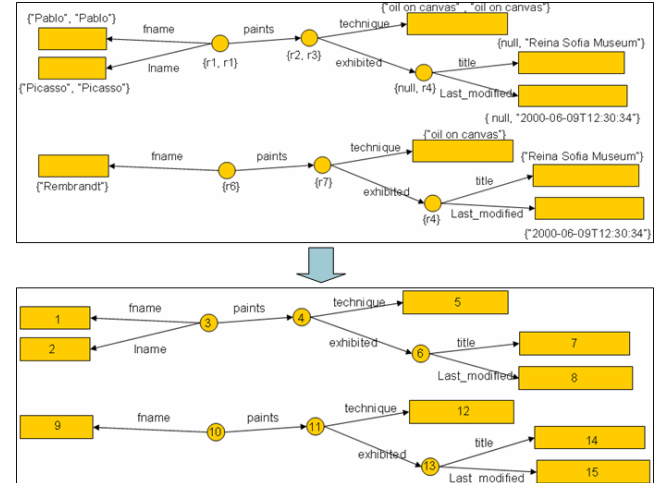 {"oil on canvas" , "oil on canvas"}
{"Pablo", "Pablo"}
fname
paints
technique
{null, "Reina Sofia Museum"}
{r1, r1}
{r2, r3}
lname
exhibited
title
{"Picasso", "Picasso"}
{null, r4}
Last_modified
{ null, "2000-06-09T12:30:34"}
{"oil on canvas"}
technique
fname
paints
{"Reina Sofia Museum"}
{"Rembrandt"}
{r6}
{r7}
exhibited
title
{r4}
Last_modified
{"2000-06-09T12:30:34"}
fname
paints
technique
5
1
3
4
2
lname
exhibited
title
7
6
Last_modified
8
technique
12
9
fname
paints
10
11
title
14
exhibited
13
15
Last_modified